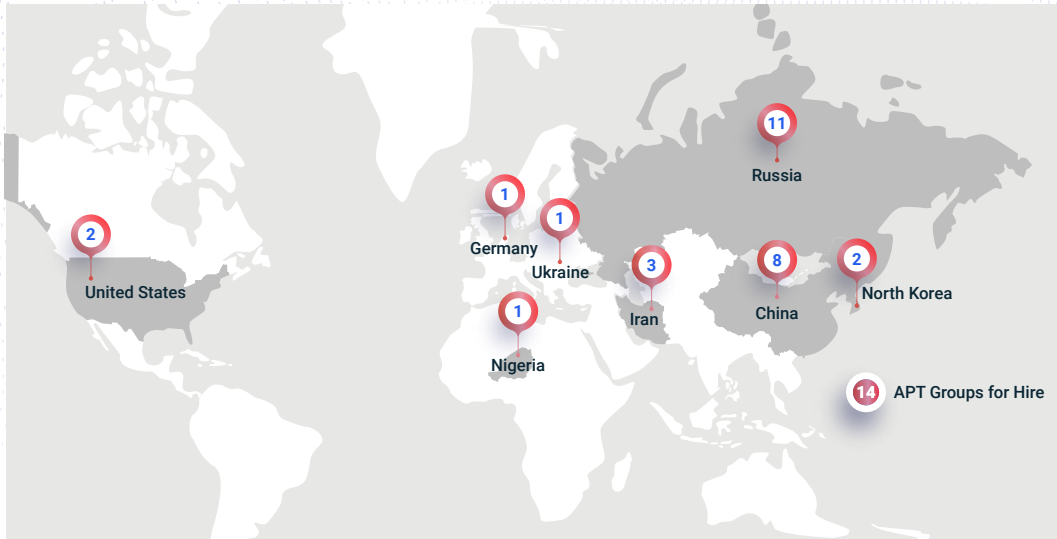 11
Russia
1
Germany
1
Ukraine
2
United States
3
Iran
8
China
2
North Korea
1
Nigeria
14 APT Groups for Hire